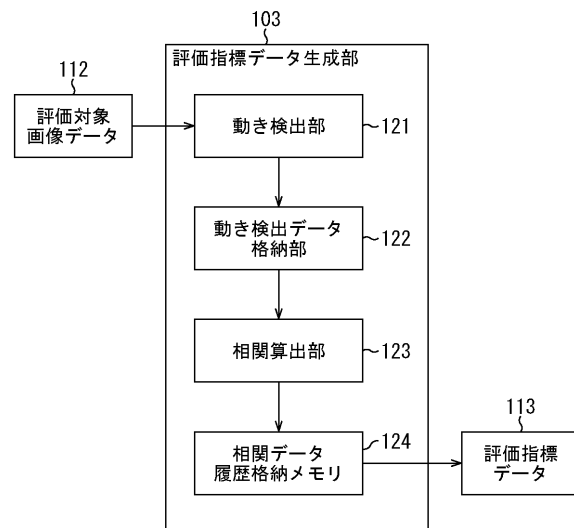 103
評価指標データ生成部
112
評価対象
画像データ
動き検出部
121
動き検出データ
格納部
122
相関算出部
123
相関データ
履歴格納メモリ
124
113
評価指標
データ